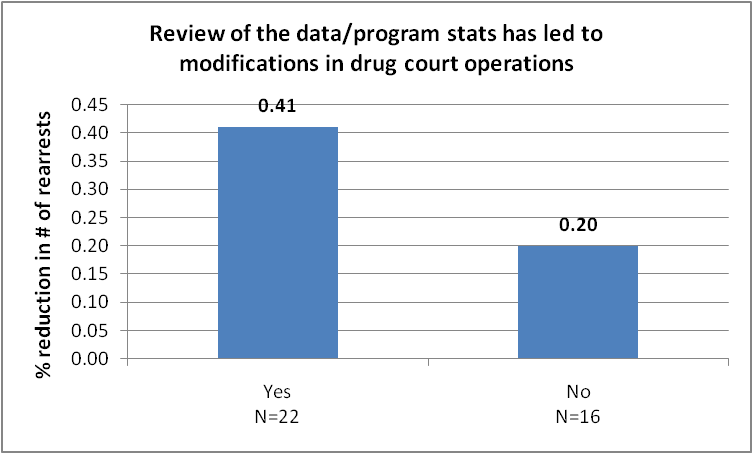 Review of the data/program stats has led to
modifications in drug court operations
% reduction in # of rearrests
0.45
0.40
0.35
0.30
0.25
0.20
0.15
0.10
0.05
0.00
0.41
0.20
Yes
N=22
No
N=16